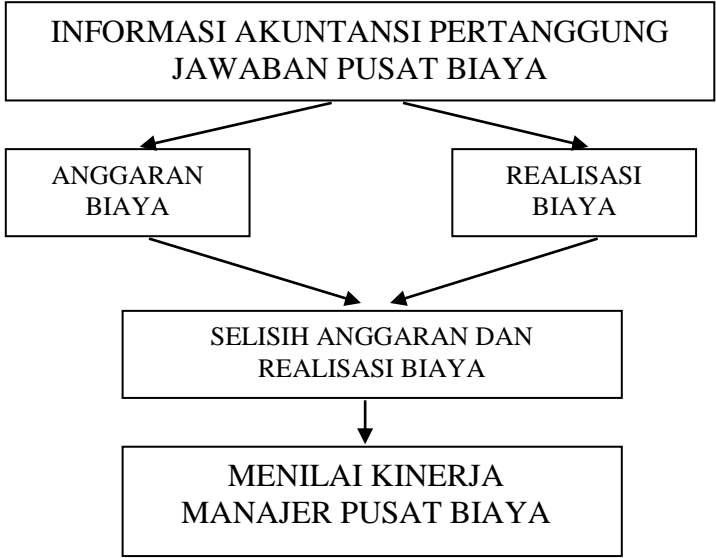 INFORMASI AKUNTANSI PERTANGGUNG
JAWABAN PUSAT BIAYA
ANGGARAN
BIAYA
REALISASI
BIAYA
SELISIH ANGGARAN DAN
REALISASI BIAYA
MENILAI KINERJA
MANAJER PUSAT BIAYA